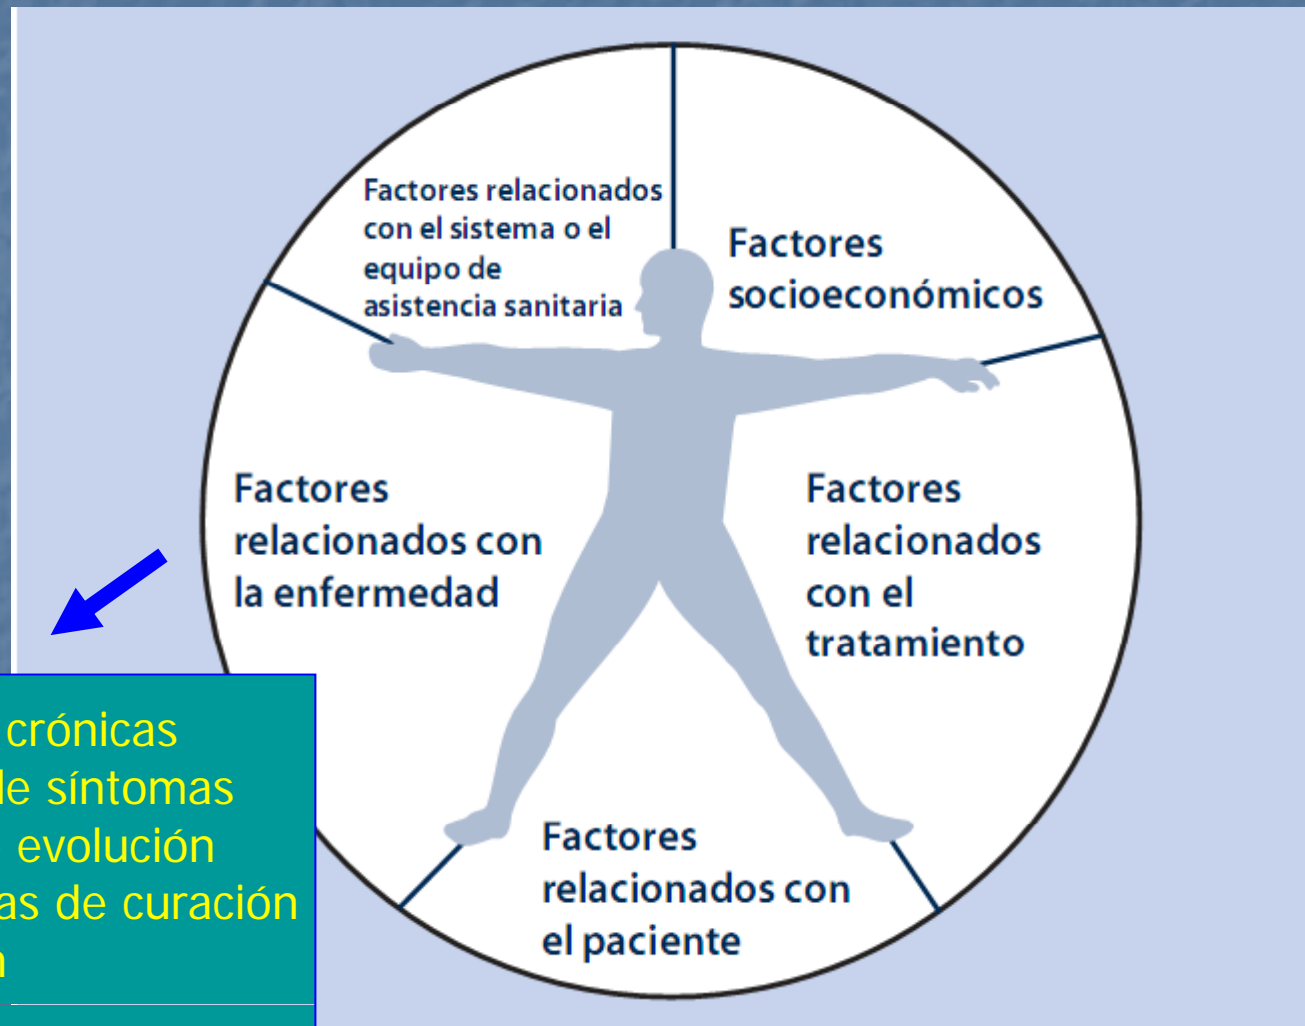 Factores relacionados
con el sistema o el
equipo de
asistencia sanitaria
Factores
socioeconómicos
Factores
relacionados con
la enfermedad
Factores
relacionados
con el
tratamiento
Factores
relacionados con
el paciente
crónicas
de síntomas
evolución
de curación